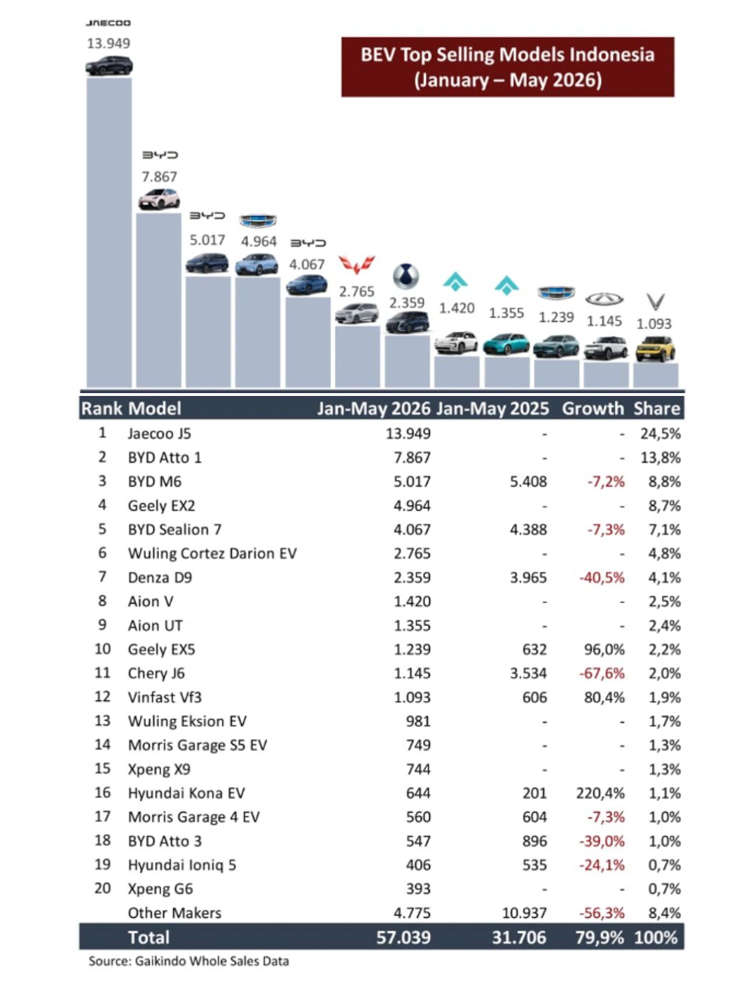 JAECOO
13.949
BEV Top Selling Models Indonesia
(January – May 2026)
BYD
7.867
BYD
5.017
4.964
BYD
4.067
2.765
2.359
1.420
1.355
1.239
1.145
1.093
Rank Model Jan-May 2026 Jan-May 2025 Growth Share
1 Jaecoo J5 13.949 - - 24,5%
2 BYD Atto 1 7.867 - - 13,8%
3 BYD M6 5.017 5.408 -7,2% 8,8%
4 Geely EX2 4.964 - - 8,7%
5 BYD Sealion 7 4.067 4.388 -7,3% 7,1%
6 Wuling Cortez Darion EV 2.765 - - 4,8%
7 Denza D9 2.359 3.965 -40,5% 4,1%
8 Aion V 1.420 - - 2,5%
9 Aion UT 1.355 - - 2,4%
10 Geely EX5 1.239 632 96,0% 2,2%
11 Chery J6 1.145 3.534 -67,6% 2,0%
12 Vinfast Vf3 1.093 606 80,4% 1,9%
13 Wuling Eksion EV 981 - - 1,7%
14 Morris Garage S5 EV 749 - - 1,3%
15 Xpeng X9 744 - - 1,3%
16 Hyundai Kona EV 644 201 220,4% 1,1%
17 Morris Garage 4 EV 560 604 -7,3% 1,0%
18 BYD Atto 3 547 896 -39,0% 1,0%
19 Hyundai Ioniq 5 406 535 -24,1% 0,7%
20 Xpeng G6 393 - - 0,7%
Other Makers 4.775 10.937 -56,3% 8,4%
Total 57.039 31.706 79,9% 100%
Source: Gaikindo Whole Sales Data